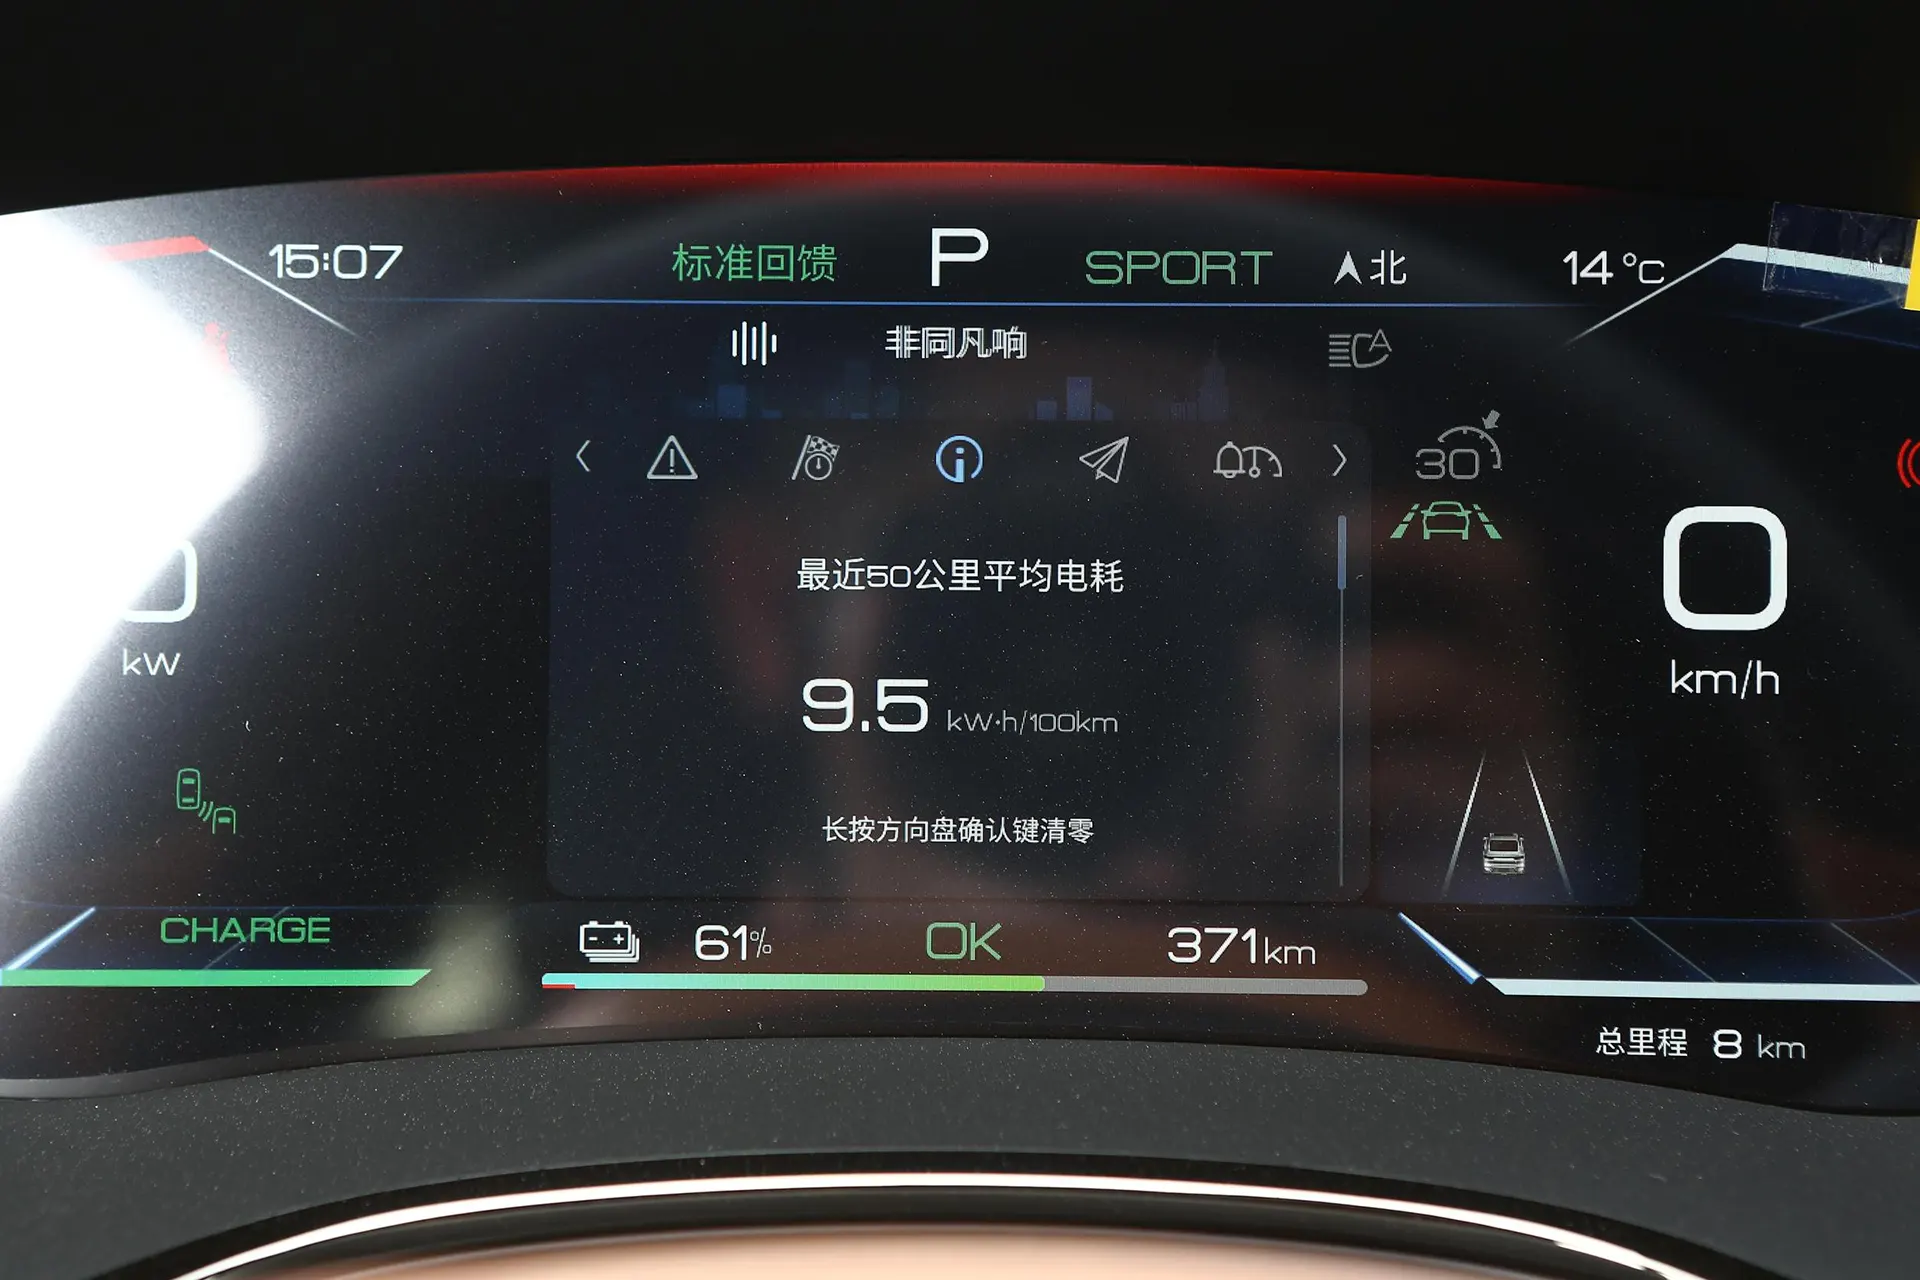 15:07 标准回馈 P SPORT 北 14°C
非同凡响
30
最近50公里平均电耗
0
kW
km/h
9.5 kW·h/100km
长按方向盘确认键清零
CHARGE 61% OK 371km
总里程 8 km